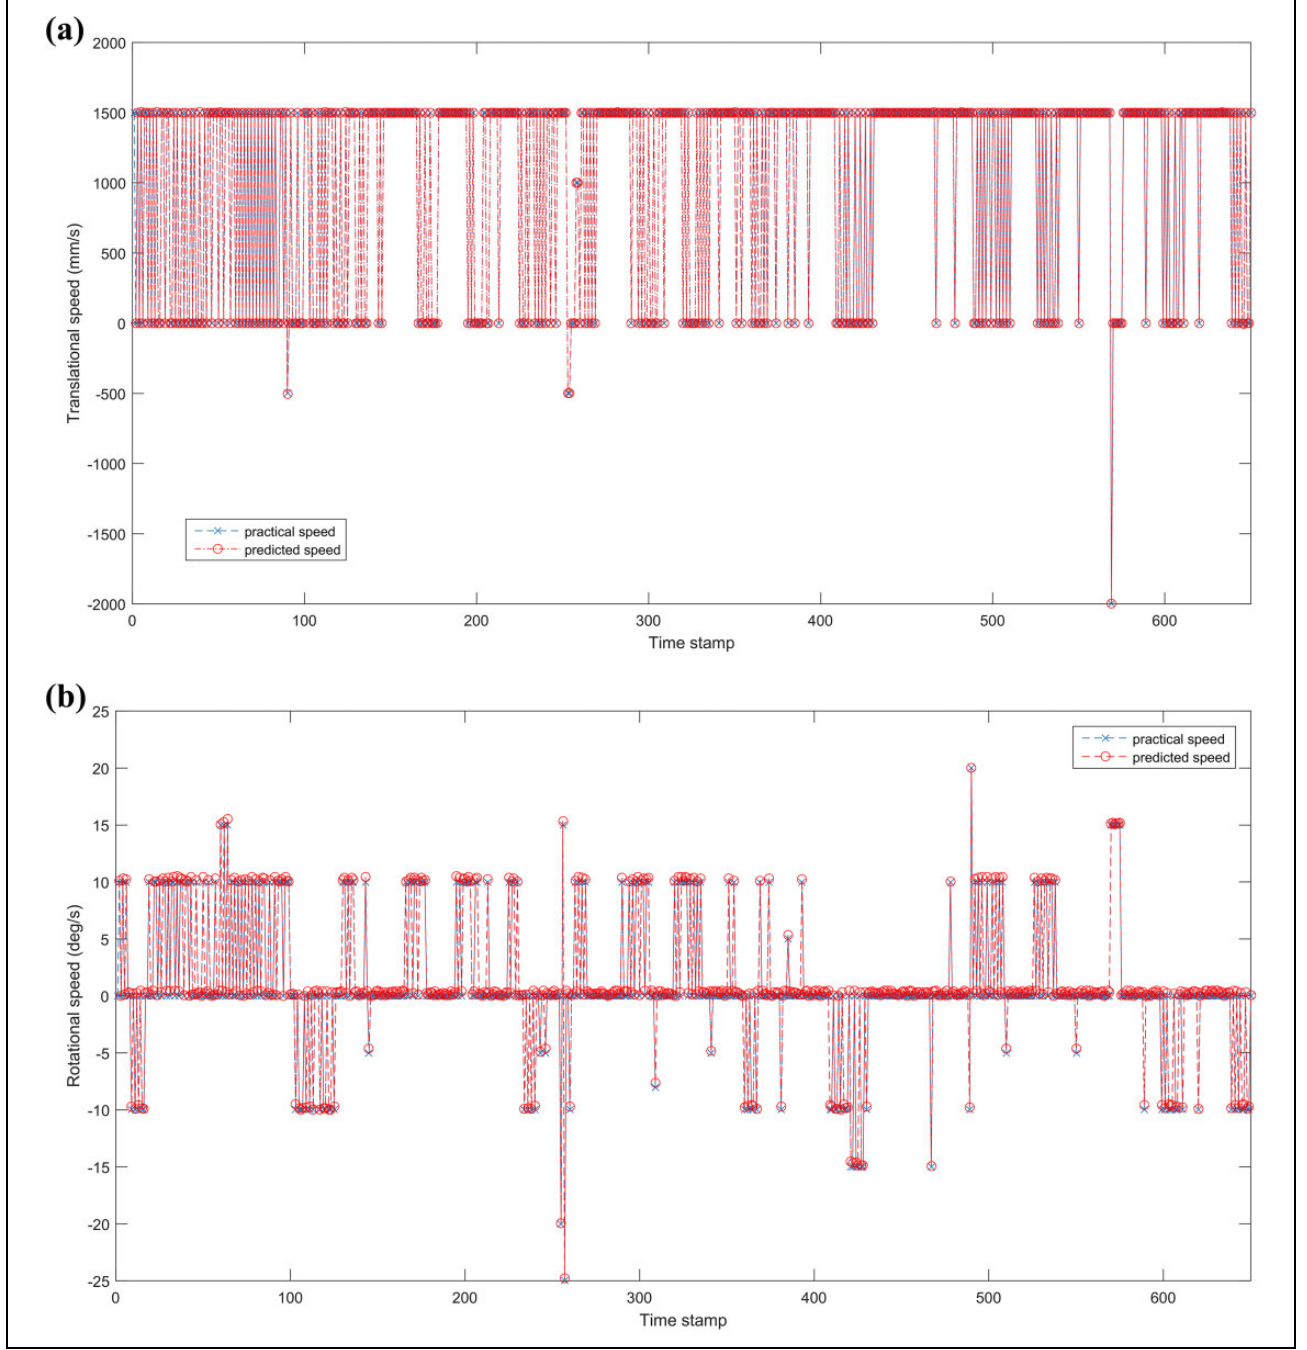 (a)
2000
1500
1000
500
0
-500
-1000
-1500
-2000
Translational speed (mm/s)
practical speed
predicted speed
0 100 200 300 400 500 600
Time stamp
(b)
25
20
15
10
5
0
-5
-10
-15
-20
-25
Rotational speed (deg/s)
practical speed
predicted speed
0 100 200 300 400 500 600
Time stamp